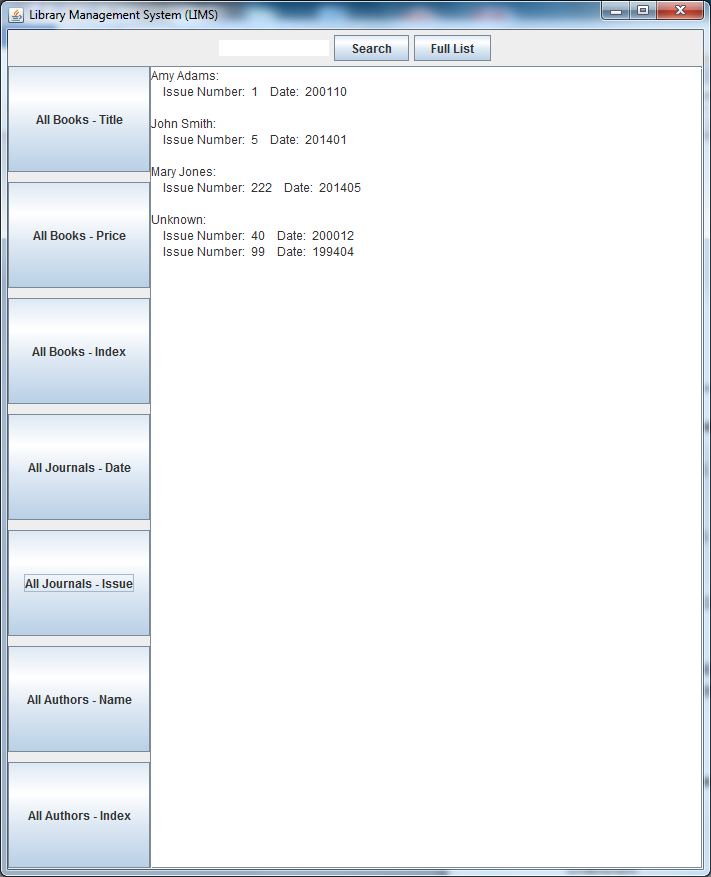 Library Management System (LIMS)
Search
Full List
All Books - Title
All Books - Price
All Books - Index
All Journals - Date
All Journals - Issue
All Authors - Name
All Authors - Index
Amy Adams:
Issue Number: 1 Date: 200110
John Smith:
Issue Number: 5 Date: 201401
Mary Jones:
Issue Number: 222 Date: 201405
Unknown:
Issue Number: 40 Date: 200012
Issue Number: 99 Date: 199404